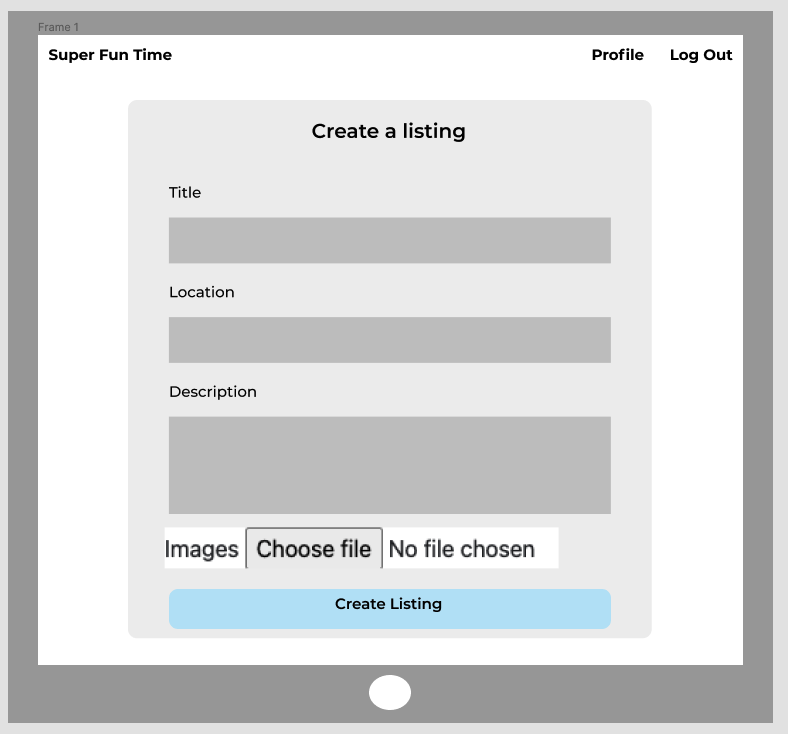 Frame 1
Super Fun Time Profile Log Out
Create a listing
Title
Location
Description
Images Choose file No file chosen
Create Listing